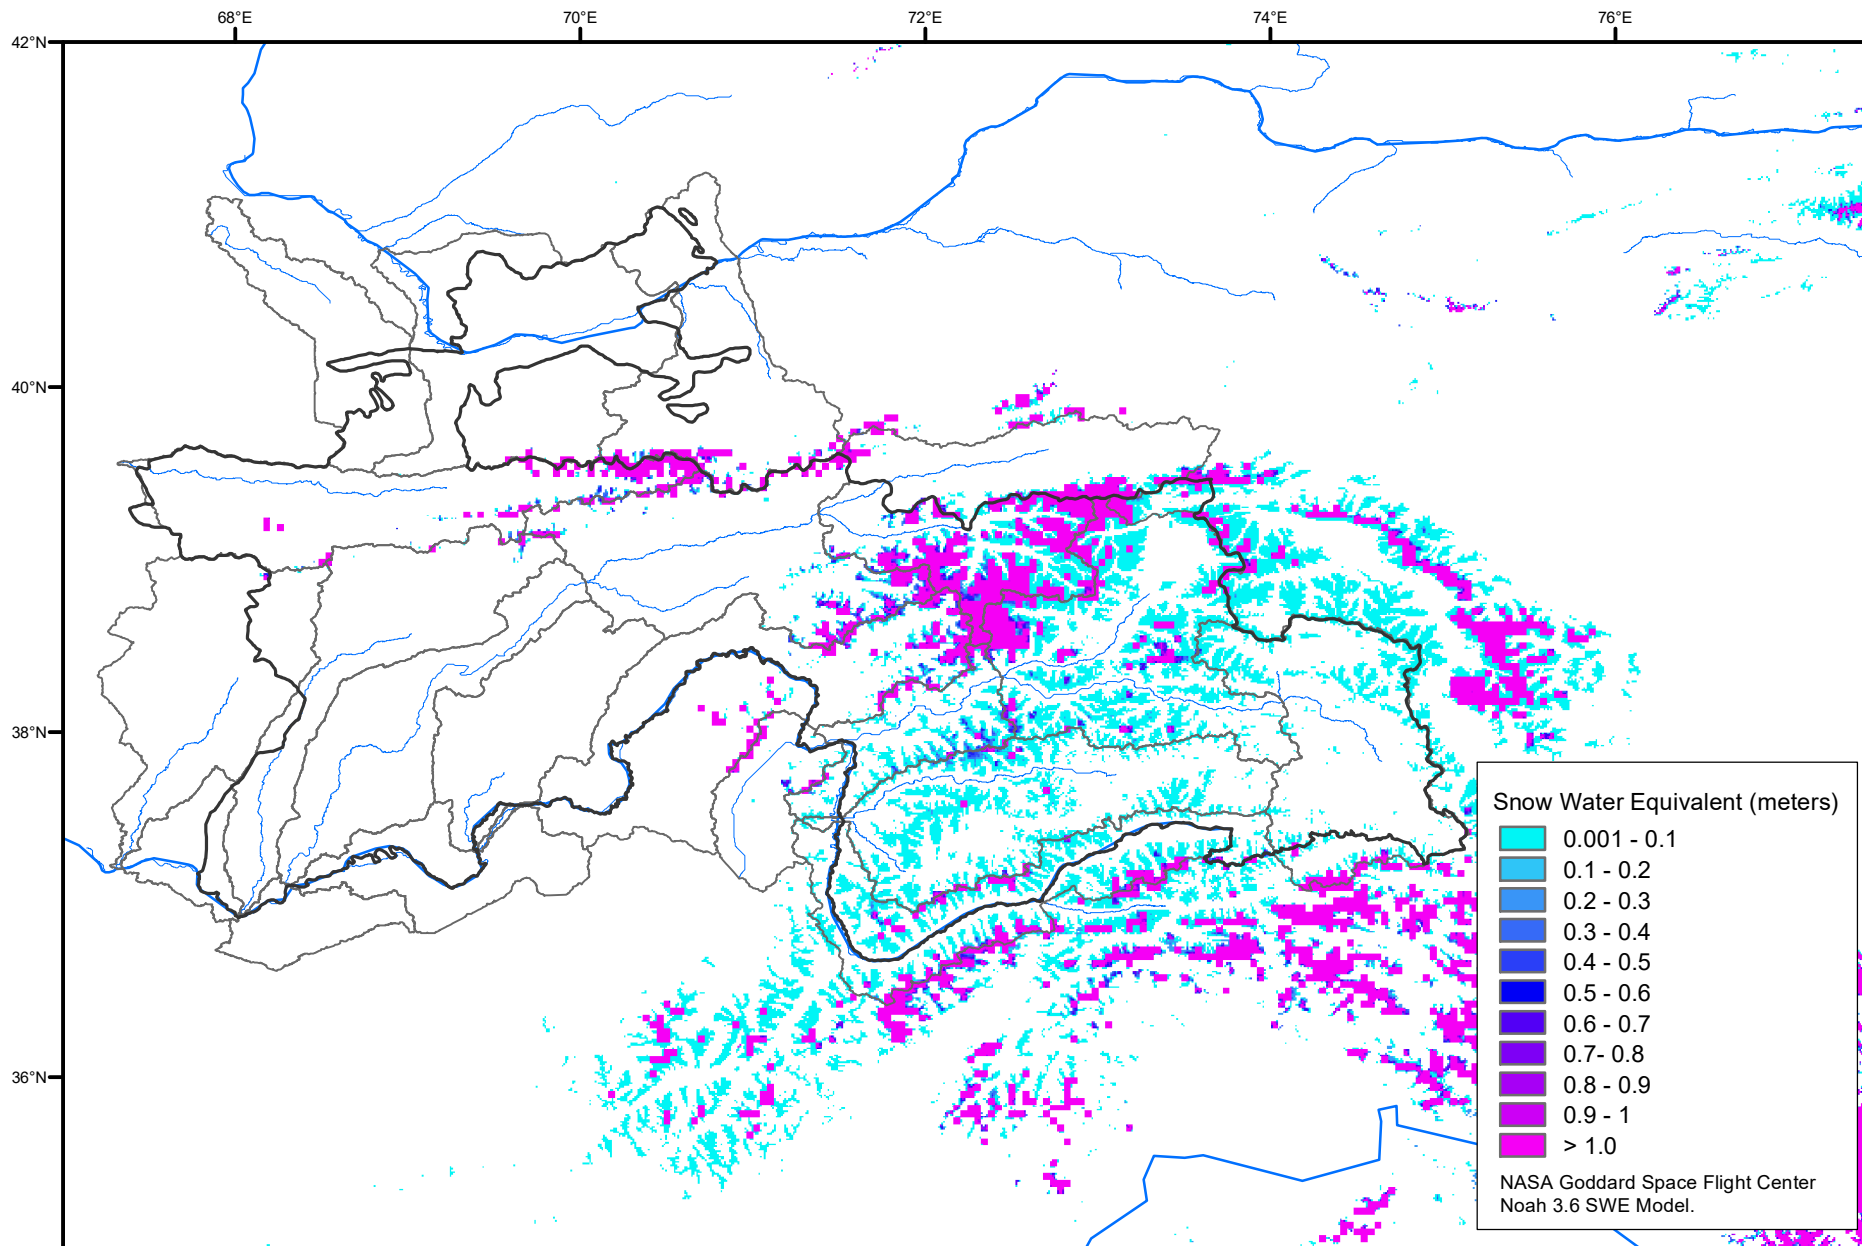 68°E 70°E 72°E 74°E 76°E
42°N
40°N
38°N
36°N
Snow Water Equivalent (meters)
0.001 - 0.1
0.1 - 0.2
0.2 - 0.3
0.3 - 0.4
0.4 - 0.5
0.5 - 0.6
0.6 - 0.7
0.7- 0.8
0.8 - 0.9
0.9 - 1
> 1.0
NASA Goddard Space Flight Center
Noah 3.6 SWE Model.